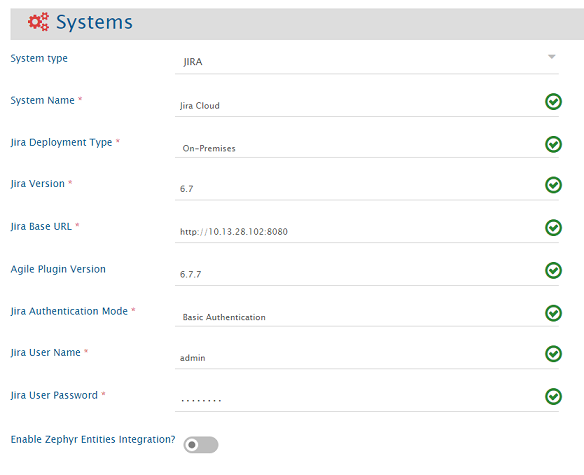 Systems
System type JIRA
System Name * Jira Cloud
Jira Deployment Type * On-Premises
Jira Version * 6.7
Jira Base URL * http://10.13.28.102:8080
Agile Plugin Version 6.7.7
Jira Authentication Mode * Basic Authentication
Jira User Name * admin
Jira User Password * ........
Enable Zephyr Entities Integration?